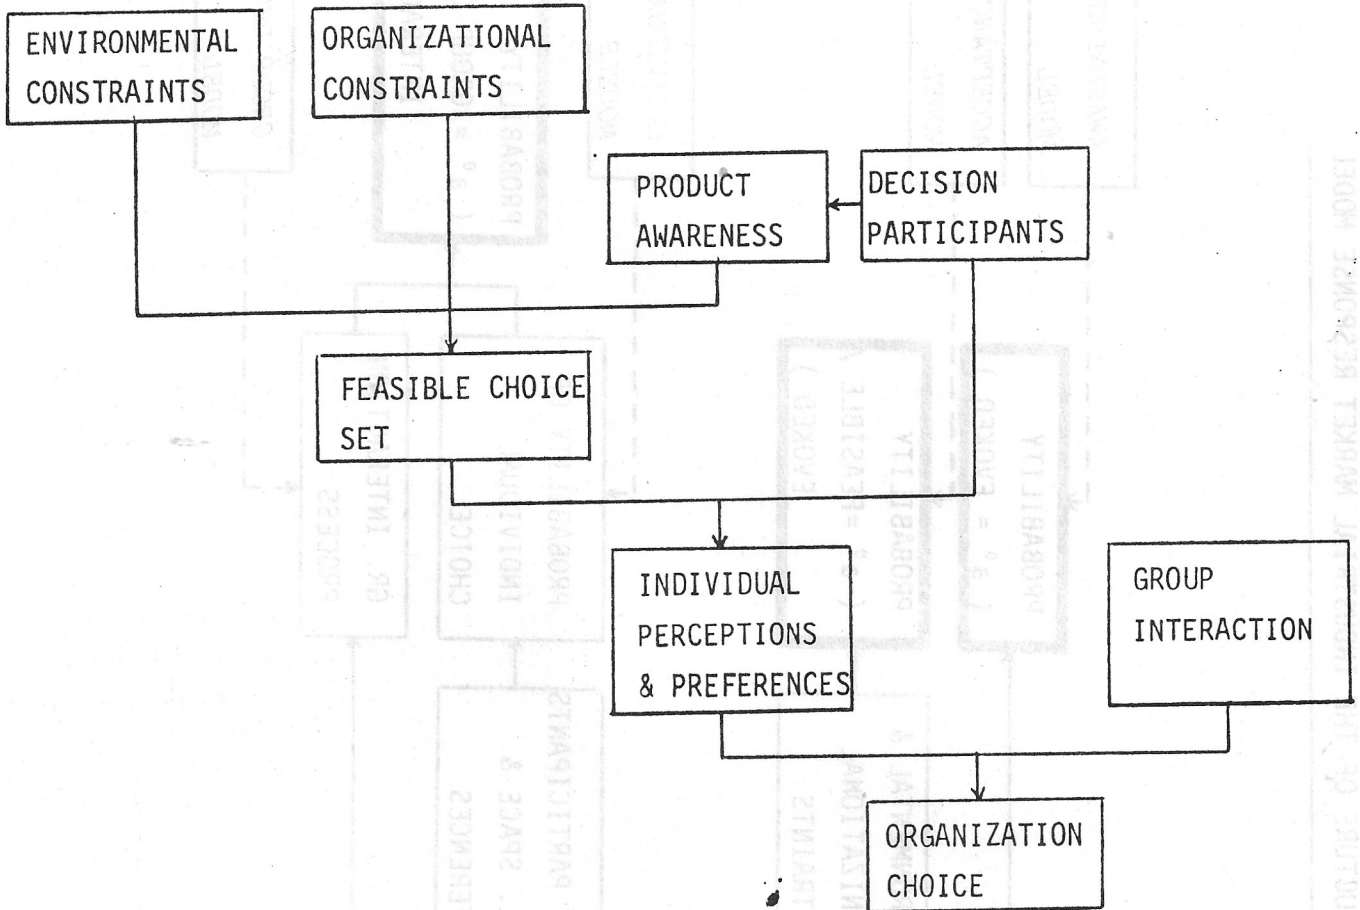 ENVIRONMENTAL
CONSTRAINTS
ORGANIZATIONAL
CONSTRAINTS
PRODUCT
AWARENESS
DECISION
PARTICIPANTS
FEASIBLE CHOICE
SET
INDIVIDUAL
PERCEPTIONS
& PREFERENCES
GROUP
INTERACTION
ORGANIZATION
CHOICE